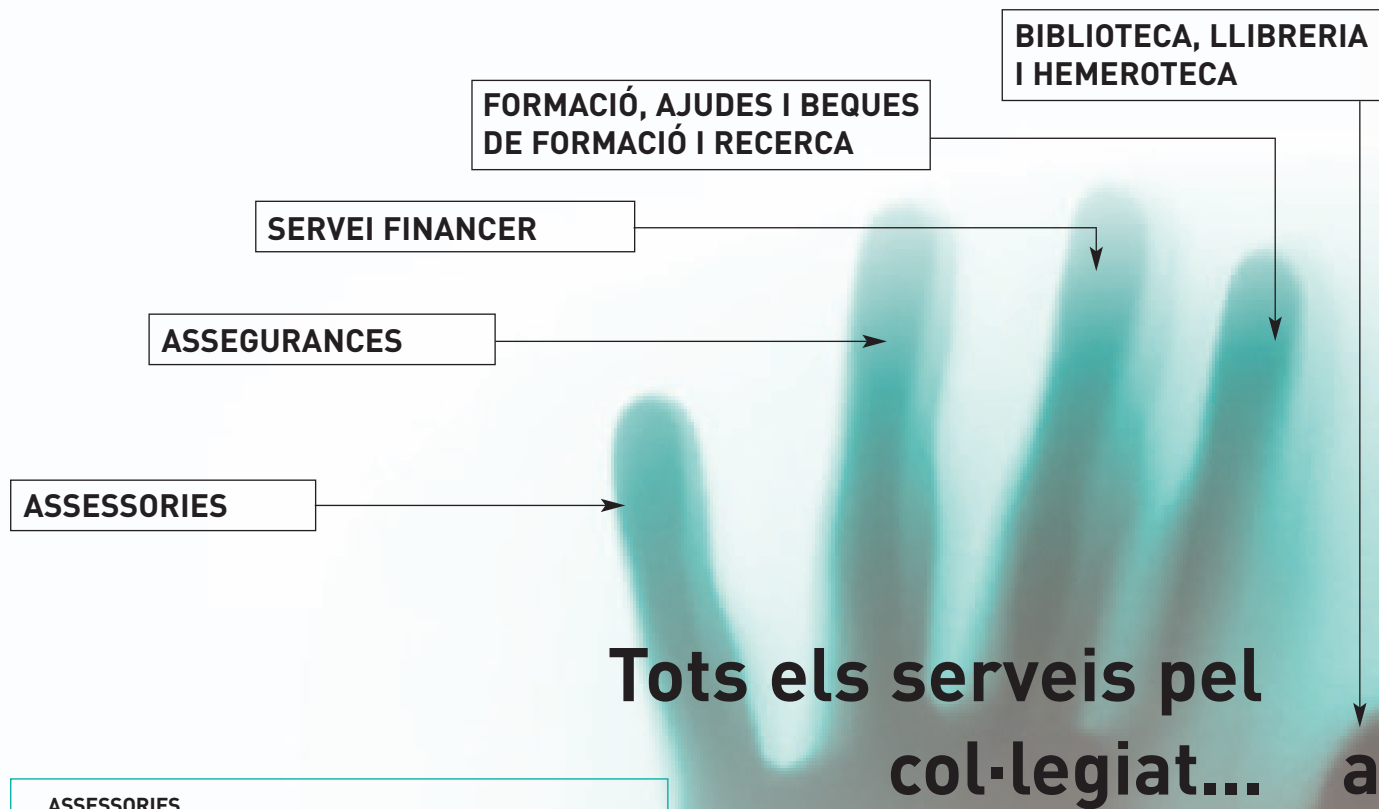 BIBLIOTECA, LLIBRERIA
I HEMEROTECA
FORMACIÓ, AJUDES I BEQUES
DE FORMACIÓ I RECERCA
SERVEI FINANCER
ASSEGURANCES
ASSESSORIES
Tots els serveis pel
col·legiat... a
ASSESSORIES